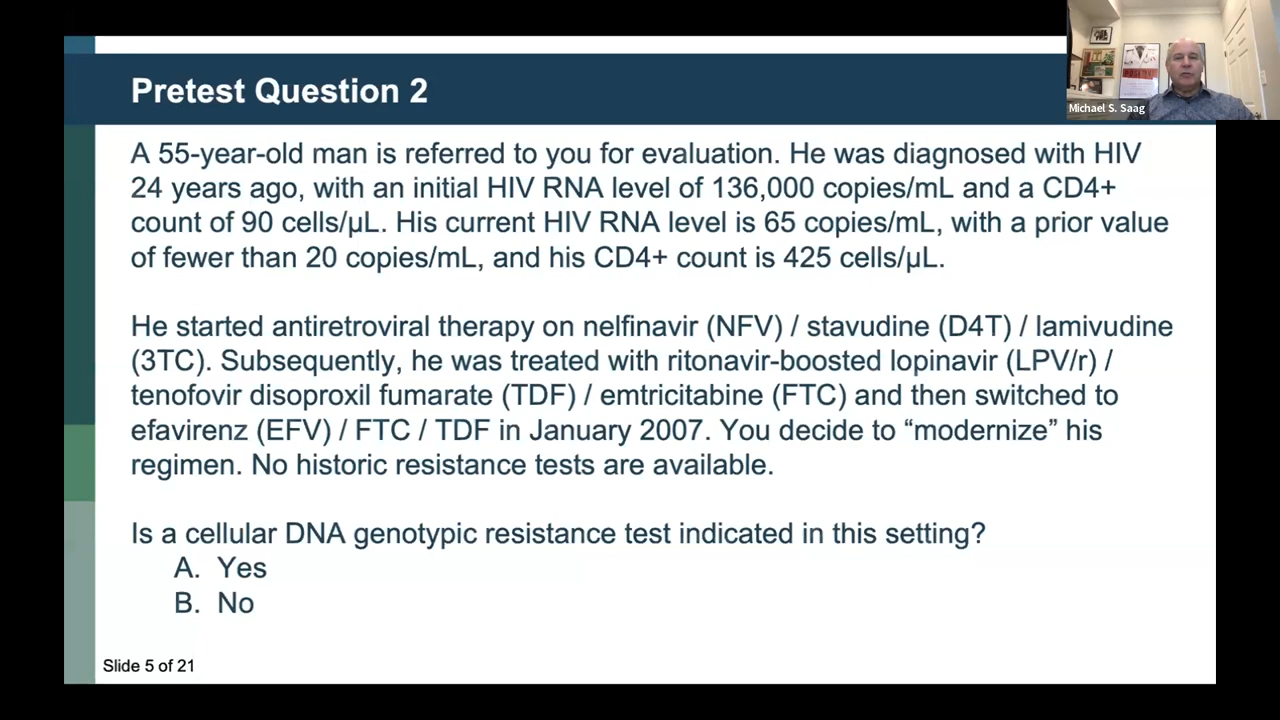 Pretest Question 2
Michael S. Saag
A 55-year-old man is referred to you for evaluation. He was diagnosed with HIV
24 years ago, with an initial HIV RNA level of 136,000 copies/mL and a CD4+
count of 90 cells/µL. His current HIV RNA level is 65 copies/mL, with a prior value
of fewer than 20 copies/mL, and his CD4+ count is 425 cells/µL.
He started antiretroviral therapy on nelfinavir (NFV) / stavudine (D4T) / lamivudine
(3TC). Subsequently, he was treated with ritonavir-boosted lopinavir (LPV/r) /
tenofovir disoproxil fumarate (TDF) / emtricitabine (FTC) and then switched to
efavirenz (EFV) / FTC / TDF in January 2007. You decide to “modernize” his
regimen. No historic resistance tests are available.
Is a cellular DNA genotypic resistance test indicated in this setting?
A. Yes
B. No
Slide 5 of 21